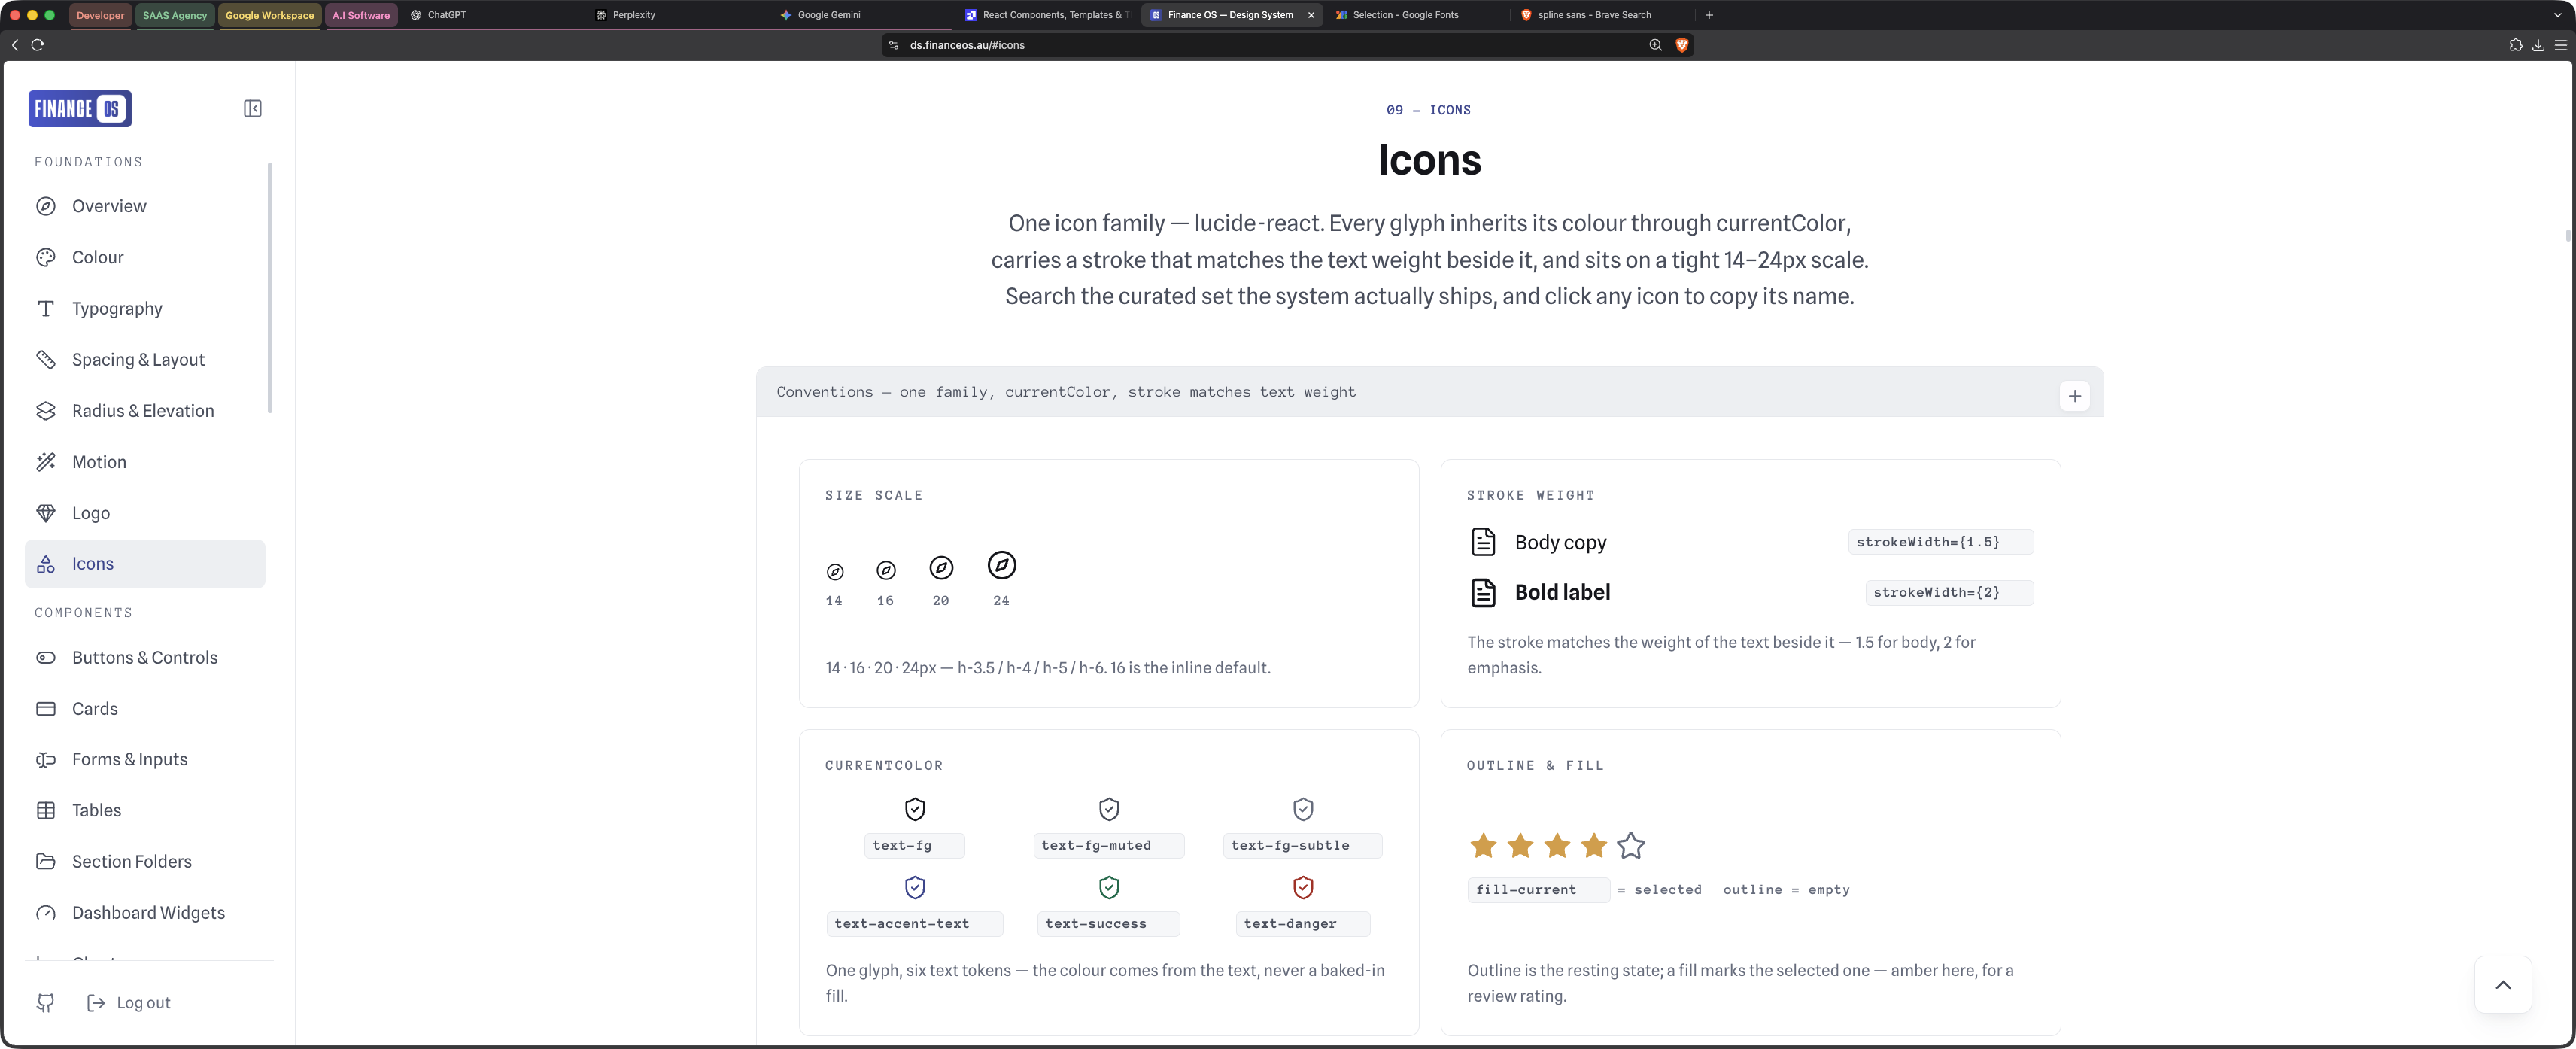 Developer
SAAS Agency
Google Workspace
A.I Software
ChatGPT
Perplexity
Google Gemini
React Components, Templates &
Finance OS — Design System
Selection - Google Fonts
spline sans - Brave Search
ds.financeos.au/#icons
FINANCE OS
FOUNDATIONS
Overview
Colour
Typography
Spacing & Layout
Radius & Elevation
Motion
Logo
Icons
COMPONENTS
Buttons & Controls
Cards
Forms & Inputs
Tables
Section Folders
Dashboard Widgets
Log out
09 — ICONS
Icons
One icon family — lucide-react. Every glyph inherits its colour through currentColor,
carries a stroke that matches the text weight beside it, and sits on a tight 14–24px scale.
Search the curated set the system actually ships, and click any icon to copy its name.
Conventions — one family, currentColor, stroke matches text weight
SIZE SCALE
14 16 20 24
14 · 16 · 20 · 24px — h-3.5 / h-4 / h-5 / h-6. 16 is the inline default.
STROKE WEIGHT
Body copy strokeWidth={1.5}
Bold label strokeWidth={2}
The stroke matches the weight of the text beside it — 1.5 for body, 2 for
emphasis.
CURRENTCOLOR
text-fg text-fg-muted text-fg-subtle
text-accent-text text-success text-danger
One glyph, six text tokens — the colour comes from the text, never a baked-in
fill.
OUTLINE & FILL
fill-current = selected outline = empty
Outline is the resting state; a fill marks the selected one — amber here, for a
review rating.